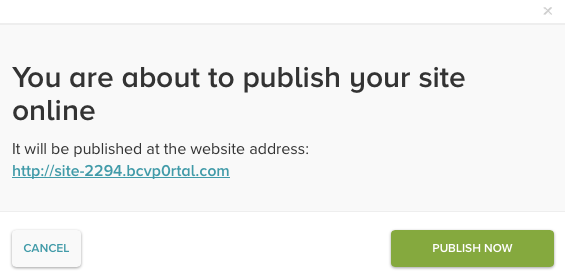 You are about to publish your site
online
It will be published at the website address:
http://site-2294.bcvp0rtal.com
CANCEL
PUBLISH NOW